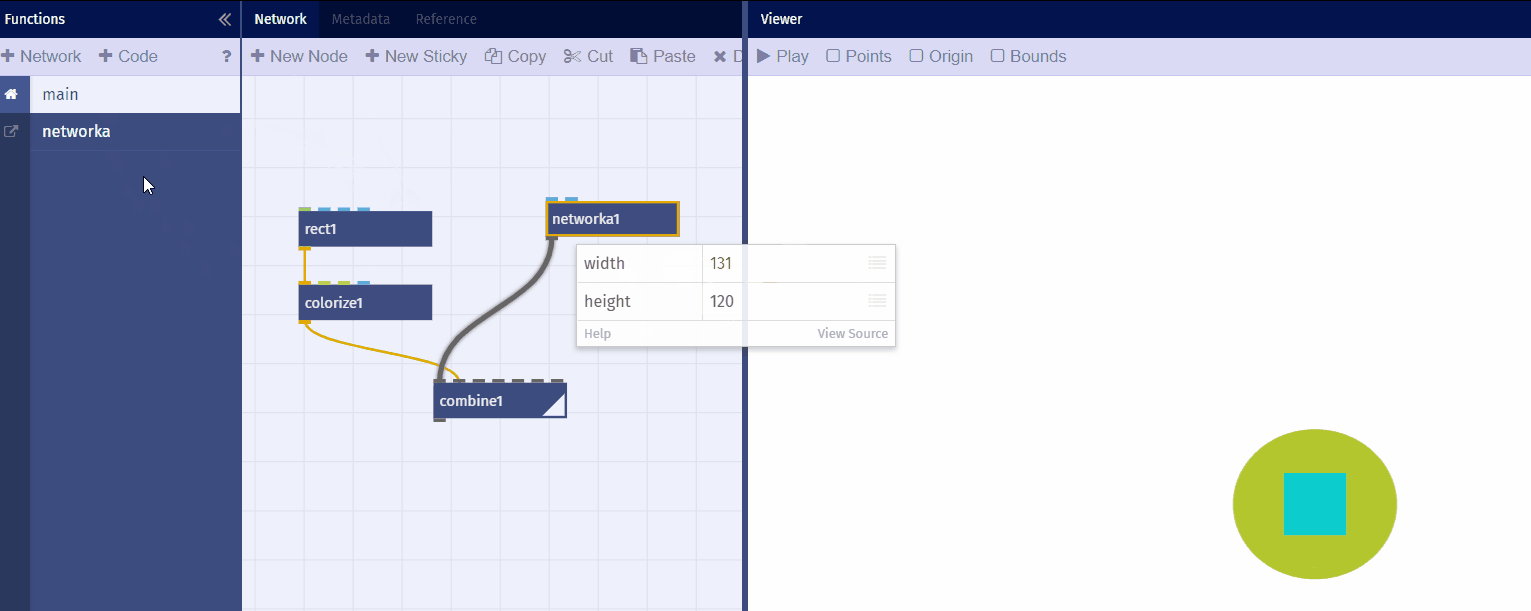 Functions
Network Metadata Reference
Viewer
Network Code ?
New Node New Sticky Copy Cut Paste D
Play Points Origin Bounds
main
networka
rect1
networka1
width 131
height 120
Help View Source
colorize1
combine1